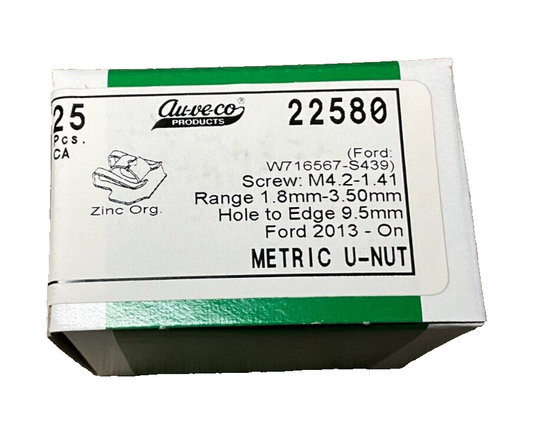 25
Pcs.
CA
au-ve-co®
PRODUCTS
22580
(Ford:
W716567-S439)
Screw: M4.2-1.41
Range 1.8mm-3.50mm
Hole to Edge 9.5mm
Ford 2013 - On
Zinc Org.
METRIC U-NUT